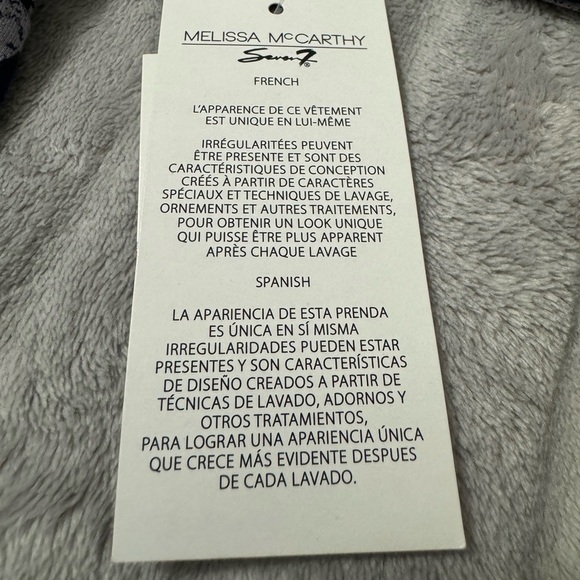 MELISSA McCARTHY
Seven7®
FRENCH
L'APPARENCE DE CE VÊTEMENT
EST UNIQUE EN LUI-MÊME
IRRÉGULARITÉES PEUVENT
ÊTRE PRESENTE ET SONT DES
CARACTÉRISTIQUES DE CONCEPTION
CRÉÉS À PARTIR DE CARACTÈRES
SPÉCIAUX ET TECHNIQUES DE LAVAGE,
ORNEMENTS ET AUTRES TRAITEMENTS,
POUR OBTENIR UN LOOK UNIQUE
QUI PUISSE ÊTRE PLUS APPARENT
APRÈS CHAQUE LAVAGE
SPANISH
LA APARIENCIA DE ESTA PRENDA
ES ÚNICA EN SÍ MISMA
IRREGULARIDADES PUEDEN ESTAR
PRESENTES Y SON CARACTERÍSTICAS
DE DISEÑO CREADOS A PARTIR DE
TÉCNICAS DE LAVADO, ADORNOS Y
OTROS TRATAMIENTOS,
PARA LOGRAR UNA APARIENCIA ÚNICA
QUE CRECE MÁS EVIDENTE DESPUES
DE CADA LAVADO.